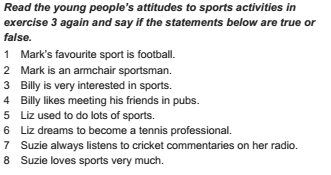 Read the young people's attitudes to sports activities in
exercise 3 again and say if the statements below are true or
false.
1 Mark's favourite sport is football.
2 Mark is an armchair sportsman.
3 Billy is very interested in sports.
4 Billy likes meeting his friends in pubs.
5 Liz used to do lots of sports.
6 Liz dreams to become a tennis professional.
7 Suzie always listens to cricket commentaries on her radio.
8 Suzie loves sports very much.